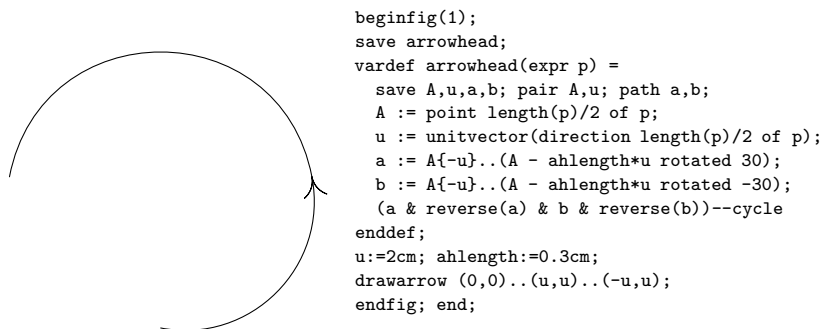 beginfig(1);
save arrowhead;
vardef arrowhead(expr p) =
  save A,u,a,b; pair A,u; path a,b;
  A := point length(p)/2 of p;
  u := unitvector(direction length(p)/2 of p);
  a := A{-u}..(A - ahlength*u rotated 30);
  b := A{-u}..(A - ahlength*u rotated -30);
  (a & reverse(a) & b & reverse(b))--cycle
enddef;
u:=2cm; ahlength:=0.3cm;
drawarrow (0,0)..(u,u)..(-u,u);
endfig; end;